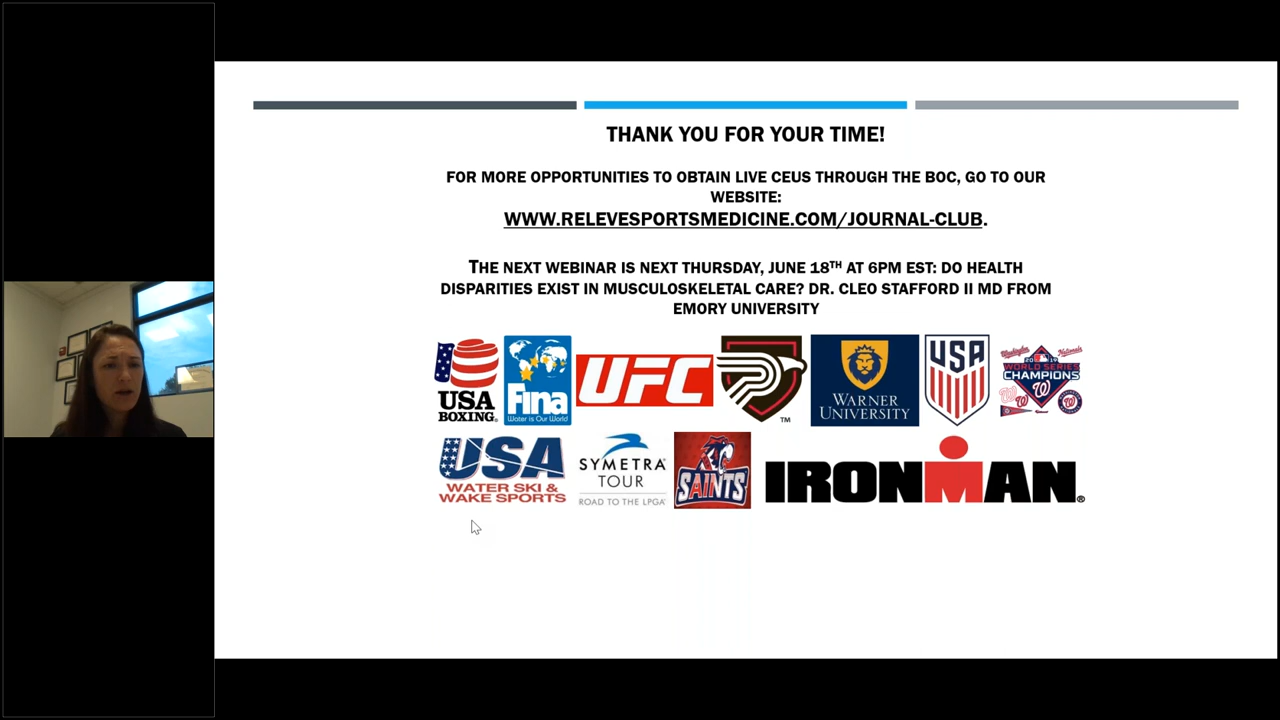 THANK YOU FOR YOUR TIME!
FOR MORE OPPORTUNITIES TO OBTAIN LIVE CEUS THROUGH THE BOC, GO TO OUR
WEBSITE:
WWW.RELEVESPORTSMEDICINE.COM/JOURNAL-CLUB.
THE NEXT WEBINAR IS NEXT THURSDAY, JUNE 18TH AT 6PM EST: DO HEALTH
DISPARITIES EXIST IN MUSCULOSKELETAL CARE? DR. CLEO STAFFORD II MD FROM
EMORY UNIVERSITY
USA
BOXING®
Fina
Water is Our World
UFC
TM
WARNER
UNIVERSITY
USA
Washington Nationals
2019
WORLD SERIES
CHAMPIONS
W
USA
WATER SKI &
WAKE SPORTS
SYMETRA
TOUR
ROAD TO THE LPGA
SAINTS
IRONMAN®